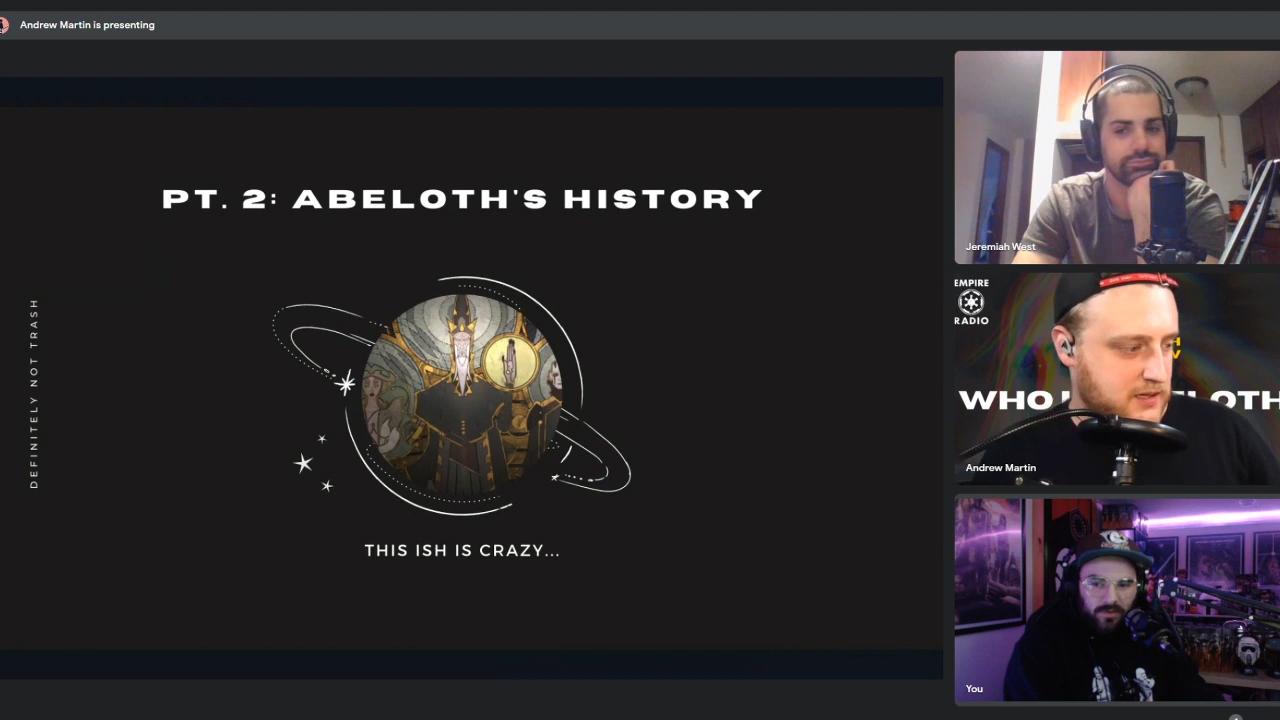 Andrew Martin is presenting
PT. 2: ABELOTH'S HISTORY
DEFINITELY NOT TRASH
THIS ISH IS CRAZY...
Jeremiah West
EMPIRE
RADIO
WHO
LOTH
Andrew Martin
You